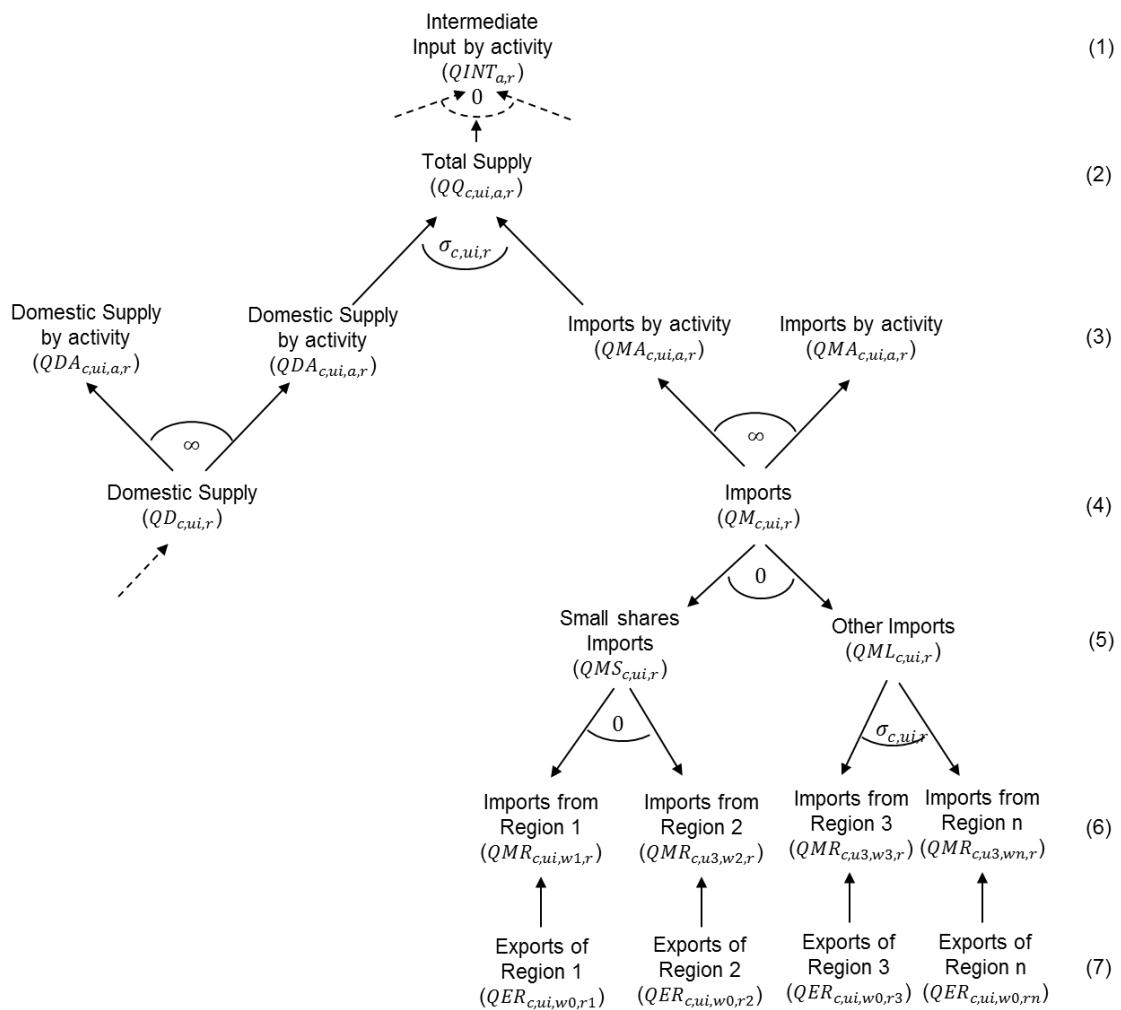 Intermediate
Input by activity
(1)
(QINT_{a,r})
0
Total Supply
(2)
(QQ_{c,ui,a,r})
σ_{c,ui,r}
Domestic Supply
by activity
(QDA_{c,ui,a,r})
Domestic Supply
by activity
(QDA_{c,ui,a,r})
Imports by activity
(QMA_{c,ui,a,r})
Imports by activity
(QMA_{c,ui,a,r})
(3)
∞
∞
Domestic Supply
(QD_{c,ui,r})
Imports
(QM_{c,ui,r})
(4)
0
Small shares
Imports
(QMS_{c,ui,r})
Other Imports
(QML_{c,ui,r})
(5)
0
σ_{c,ui,r}
Imports from
Region 1
(QMR_{c,ui,w1,r})
Imports from
Region 2
(QMR_{c,u3,w2,r})
Imports from
Region 3
(QMR_{c,u3,w3,r})
Imports from
Region n
(QMR_{c,u3,wn,r})
(6)
Exports of
Region 1
(QER_{c,ui,w0,r1})
Exports of
Region 2
(QER_{c,ui,w0,r2})
Exports of
Region 3
(QER_{c,ui,w0,r3})
Exports of
Region n
(QER_{c,ui,w0,rn})
(7)